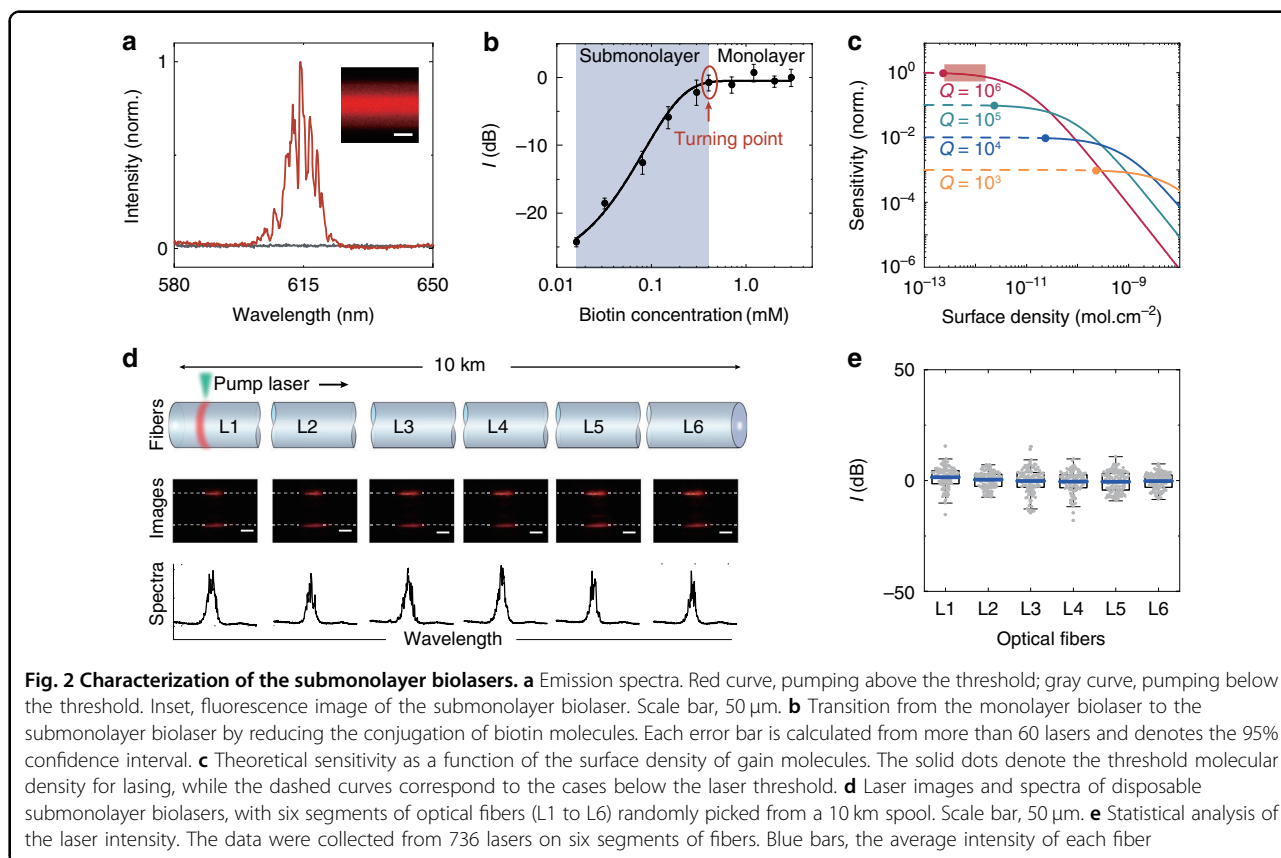 a
Intensity (norm.)
1
0
580
615
650
Wavelength (nm)
b
Submonolayer
Monolayer
Turning point
I (dB)
0
−10
−20
0.01
0.1
1.0
Biotin concentration (mM)
c
Sensitivity (norm.)
10⁰
10⁻²
10⁻⁴
10⁻⁶
Q = 10⁶
Q = 10⁵
Q = 10⁴
Q = 10³
10⁻¹³
10⁻¹¹
10⁻⁹
Surface density (mol.cm⁻²)
d
10 km
Pump laser
Fibers
L1
L2
L3
L4
L5
L6
Images
Spectra
Wavelength
e
I (dB)
50
0
−50
L1
L2
L3
L4
L5
L6
Optical fibers
Fig. 2 Characterization of the submonolayer biolasers. a Emission spectra. Red curve, pumping above the threshold; gray curve, pumping below
the threshold. Inset, fluorescence image of the submonolayer biolaser. Scale bar, 50 μm. b Transition from the monolayer biolaser to the
submonolayer biolaser by reducing the conjugation of biotin molecules. Each error bar is calculated from more than 60 lasers and denotes the 95%
confidence interval. c Theoretical sensitivity as a function of the surface density of gain molecules. The solid dots denote the threshold molecular
density for lasing, while the dashed curves correspond to the cases below the laser threshold. d Laser images and spectra of disposable
submonolayer biolasers, with six segments of optical fibers (L1 to L6) randomly picked from a 10 km spool. Scale bar, 50 μm. e Statistical analysis of
the laser intensity. The data were collected from 736 lasers on six segments of fibers. Blue bars, the average intensity of each fiber